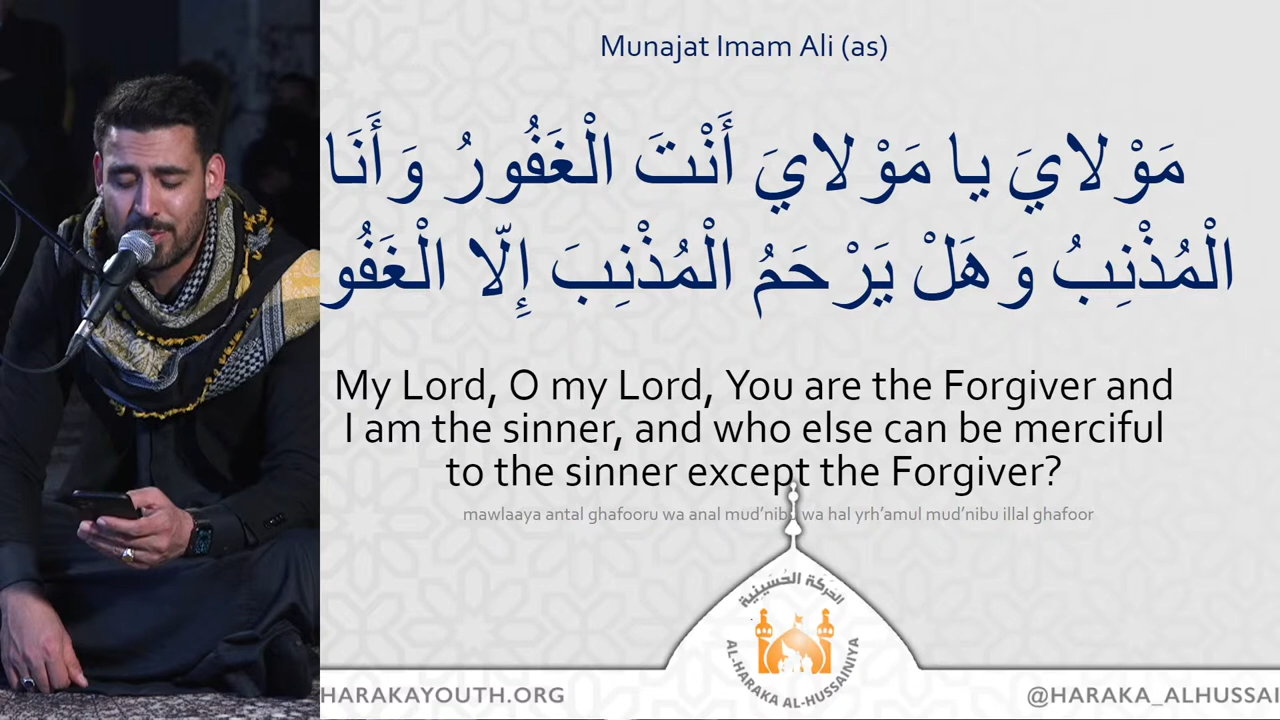 Munajat Imam Ali (as)
مَوْلايَ يا مَوْلايَ أَنْتَ الْغَفُورُ وَأَنَا
الْمُذْنِبُ وَهَلْ يَرْحَمُ الْمُذْنِبَ إِلّا الْغَفُو
My Lord, O my Lord, You are the Forgiver and
I am the sinner, and who else can be merciful
to the sinner except the Forgiver?
mawlaaya antal ghafooru wa anal mud’nibu wa hal yrh’amul mud’nibu illal ghafoor
الحركة الحُسَينية
AL-HARAKA AL-HUSSAINIYA
HARAKAYOUTH.ORG
@HARAKA_ALHUSSAI